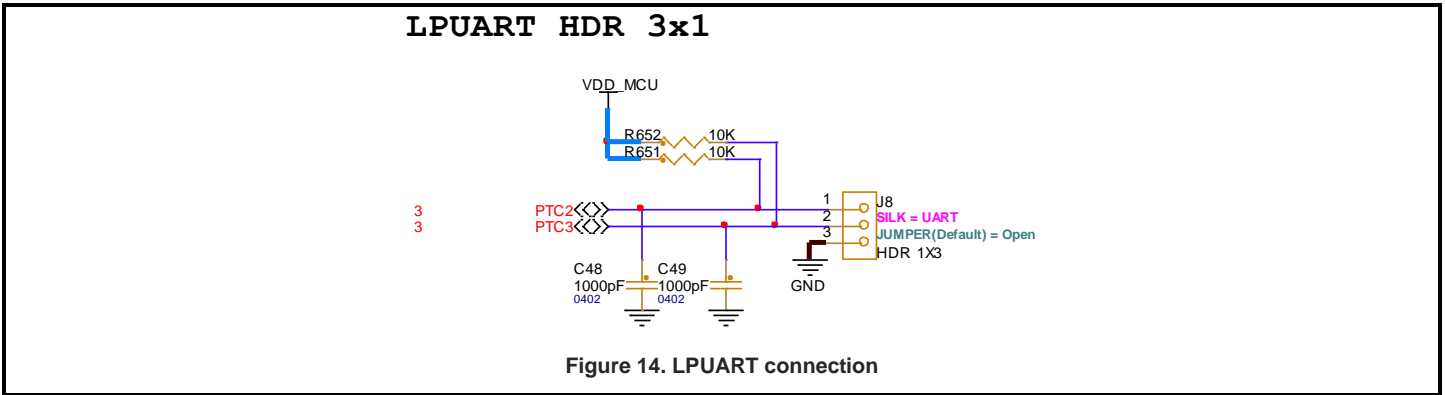 LPUART HDR 3x1
VDD_MCU
R652 10K
R651 10K
3 PTC2 1 J8
SILK = UART
3 PTC3 2
JUMPER(Default) = Open
3
HDR 1X3
C48 C49
1000pF 1000pF GND
0402 0402
Figure 14. LPUART connection